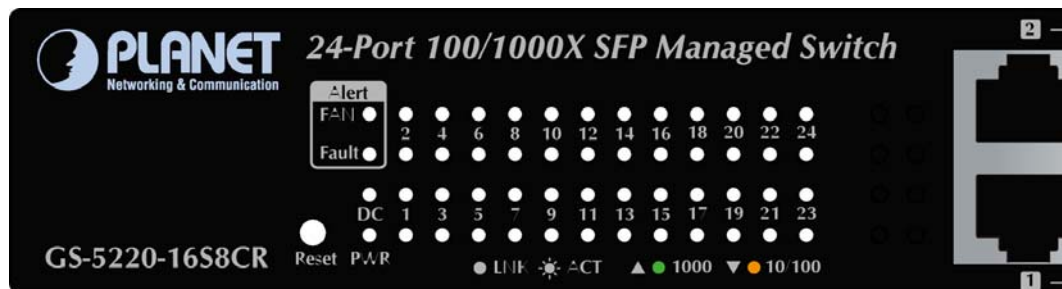 PLANET
Networking & Communication
24-Port 100/1000X SFP Managed Switch
2
Alert
FAN
2 4 6 8 10 12 14 16 18 20 22 24
Fault
DC 1 3 5 7 9 11 13 15 17 19 21 23
GS-5220-16S8CR
Reset PWR
LNK ACT 1000 10/100
1